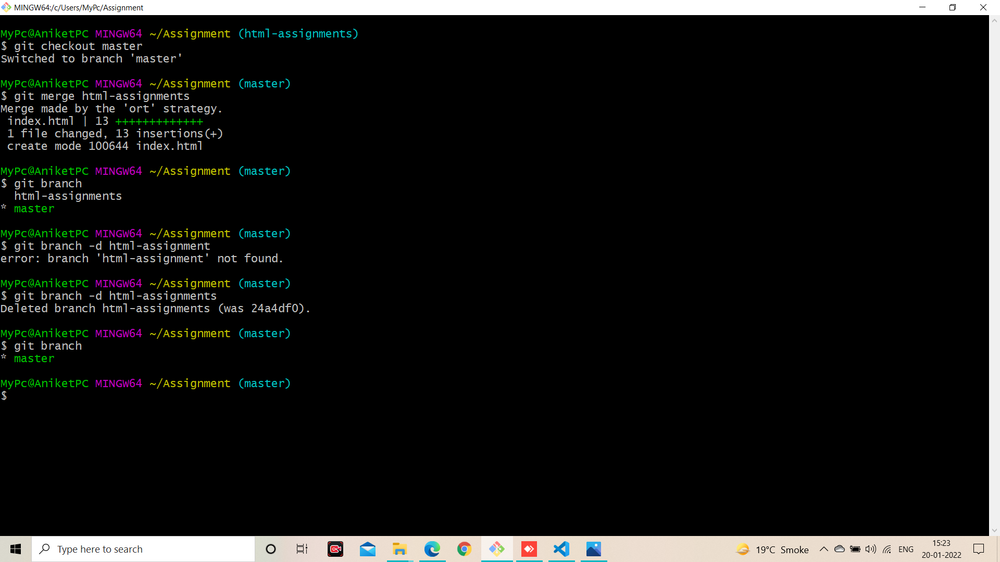 MINGW64:/c/Users/MyPc/Assignment
MyPc@AniketPC MINGW64 ~/Assignment (html-assignments)
$ git checkout master
Switched to branch 'master'
MyPc@AniketPC MINGW64 ~/Assignment (master)
$ git merge html-assignments
Merge made by the 'ort' strategy.
index.html | 13 +++++++++++++
1 file changed, 13 insertions(+)
create mode 100644 index.html
MyPc@AniketPC MINGW64 ~/Assignment (master)
$ git branch
html-assignments
* master
MyPc@AniketPC MINGW64 ~/Assignment (master)
$ git branch -d html-assignment
error: branch 'html-assignment' not found.
MyPc@AniketPC MINGW64 ~/Assignment (master)
$ git branch -d html-assignments
Deleted branch html-assignments (was 24a4df0).
MyPc@AniketPC MINGW64 ~/Assignment (master)
$ git branch
* master
MyPc@AniketPC MINGW64 ~/Assignment (master)
$
Type here to search
19°C Smoke
ENG
15:23
20-01-2022